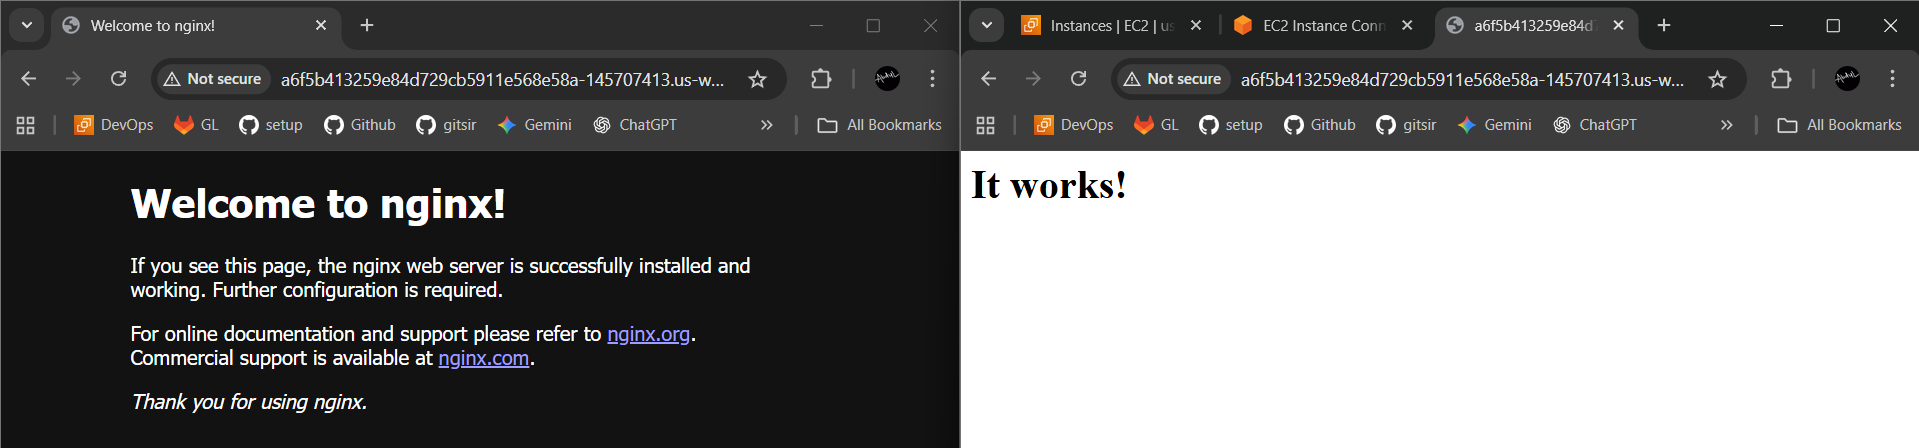 Welcome to nginx!
Not secure a6f5b413259e84d729cb5911e568e58a-145707413.us-w...
DevOps GL setup Github gitsir Gemini ChatGPT » All Bookmarks
Welcome to nginx!
If you see this page, the nginx web server is successfully installed and
working. Further configuration is required.
For online documentation and support please refer to nginx.org.
Commercial support is available at nginx.com.
Thank you for using nginx.
Instances | EC2 | us EC2 Instance Conn a6f5b413259e84d
Not secure a6f5b413259e84d729cb5911e568e58a-145707413.us-w...
DevOps GL setup Github gitsir Gemini ChatGPT » All Bookmarks
It works!